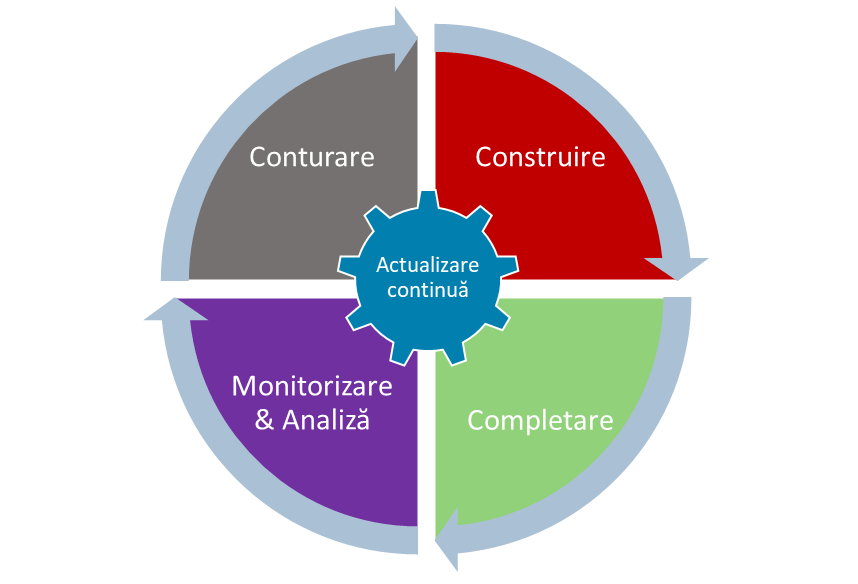 Conturare
Construire
Actualizare
continuă
Monitorizare
& Analiză
Completare